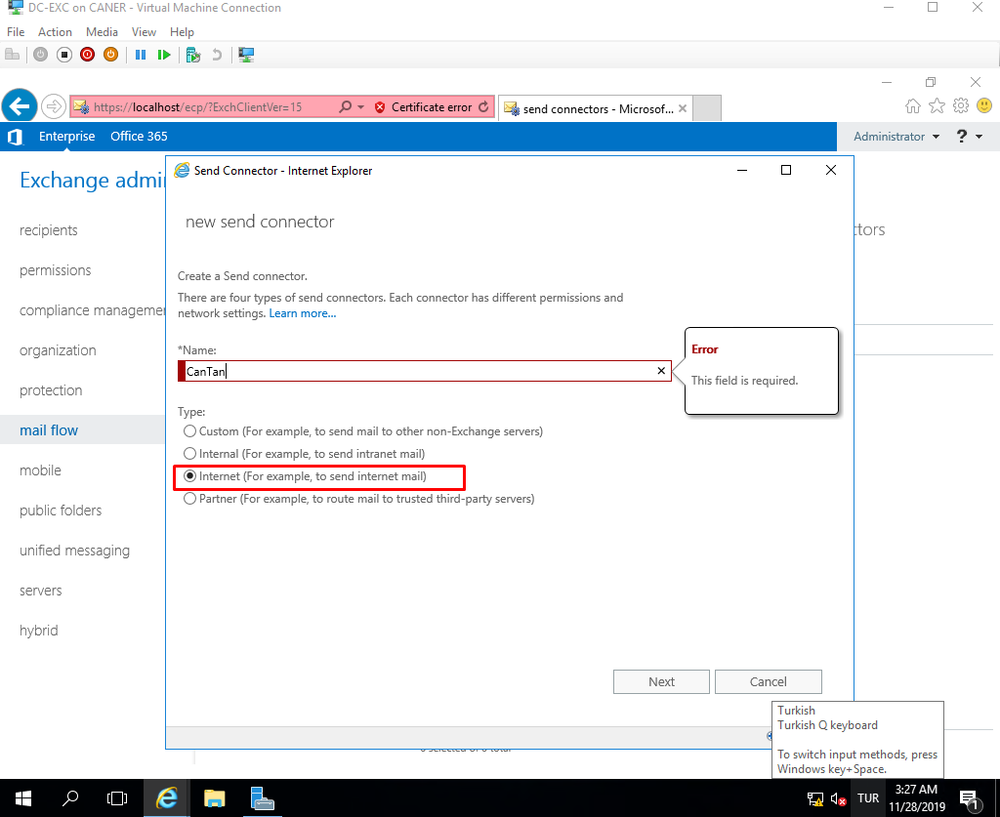 DC-EXC on CANER - Virtual Machine Connection
File Action Media View Help
https://localhost/ecp/?ExchClientVer=15
Certificate error
send connectors - Microsof...
Enterprise Office 365
Administrator
?
Exchange admi
Send Connector - Internet Explorer
new send connector
recipients
permissions
compliance management
organization
protection
mail flow
mobile
public folders
unified messaging
servers
hybrid
ctors
Create a Send connector.
There are four types of send connectors. Each connector has different permissions and
network settings. Learn more...
*Name:
CanTan
Error
This field is required.
Type:
Custom (For example, to send mail to other non-Exchange servers)
Internal (For example, to send intranet mail)
Internet (For example, to send internet mail)
Partner (For example, to route mail to trusted third-party servers)
Next Cancel
Turkish
Turkish Q keyboard
To switch input methods, press
Windows key+Space.
TUR
3:27 AM
11/28/2019
1